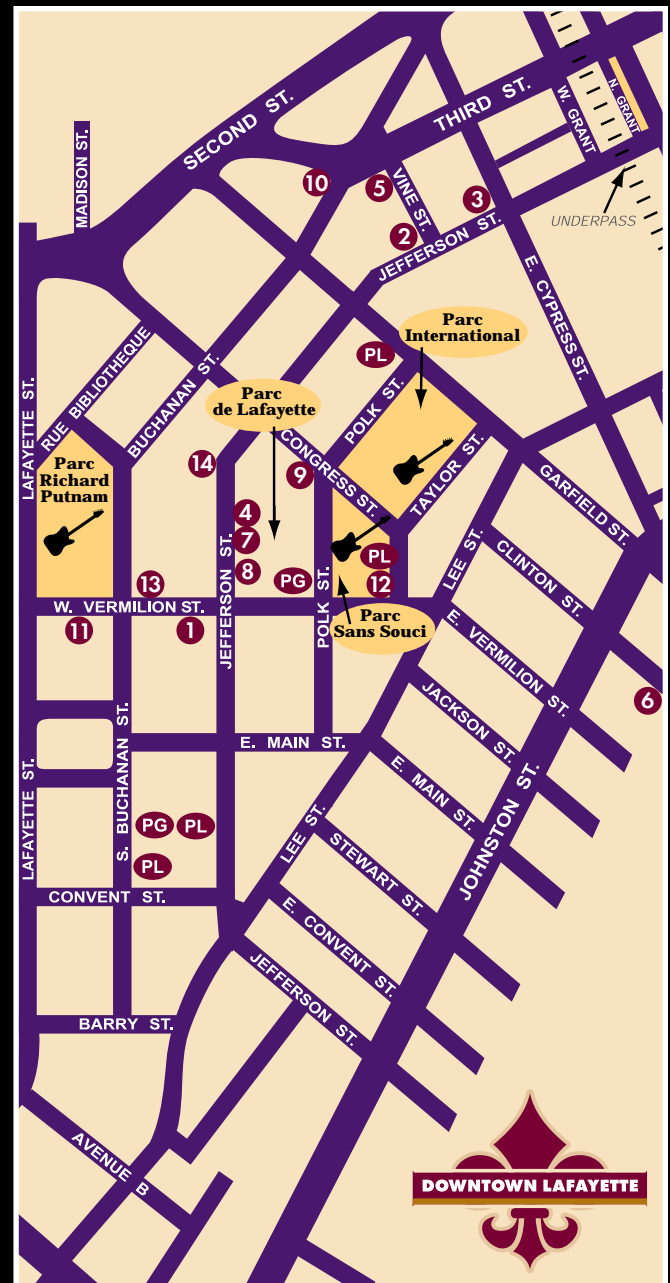 SECOND ST.
THIRD ST.
W. GRANT
N. GRANT
MADISON ST.
10
5
VINE ST.
3
2
JEFFERSON ST.
UNDERPASS
E. CYPRESS ST.
Parc
International
PL
LAFAYETTE ST.
RUE BIBLIOTHEQUE
BUCHANAN ST.
Parc
de Lafayette
POLK ST.
CONGRESS ST.
TAYLOR ST.
GARFIELD ST.
Parc
Richard
Putnam
14
9
4
7
8
PG
PL
12
13
LEE ST.
CLINTON ST.
W. VERMILION ST.
11
1
JEFFERSON ST.
POLK ST.
Parc
Sans Souci
E. VERMILION ST.
6
JACKSON ST.
S. BUCHANAN ST.
E. MAIN ST.
E. MAIN ST.
LAFAYETTE ST.
PG
PL
PL
LEE ST.
STEWART ST.
JOHNSTON ST.
CONVENT ST.
E. CONVENT ST.
JEFFERSON ST.
BARRY ST.
AVENUE B
DOWNTOWN LAFAYETTE